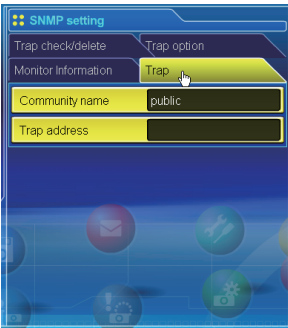 SNMP setting
Trap check/delete Trap option
Monitor Information Trap
Community name public
Trap address